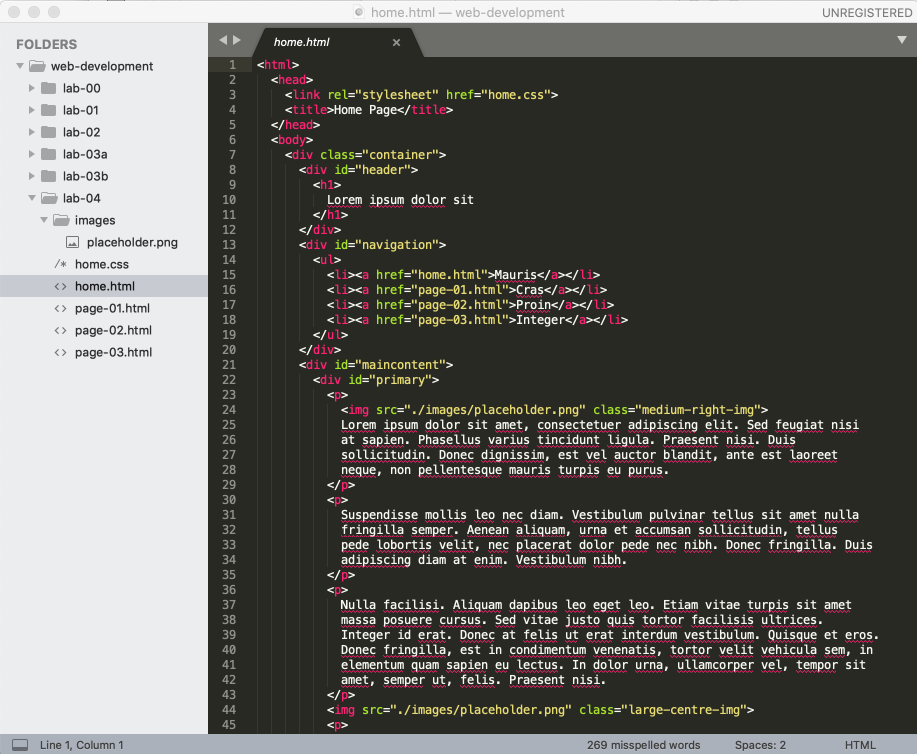 home.html — web-development
UNREGISTERED
FOLDERS
web-development
lab-00
lab-01
lab-02
lab-03a
lab-03b
lab-04
images
placeholder.png
/* home.css
<> home.html
<> page-01.html
<> page-02.html
<> page-03.html
home.html ×
1 <html>
2 <head>
3 <link rel="stylesheet" href="home.css">
4 <title>Home Page</title>
5 </head>
6 <body>
7 <div class="container">
8 <div id="header">
9 <h1>
10 Lorem ipsum dolor sit
11 </h1>
12 </div>
13 <div id="navigation">
14 <ul>
15 <li><a href="home.html">Mauris</a></li>
16 <li><a href="page-01.html">Cras</a></li>
17 <li><a href="page-02.html">Proin</a></li>
18 <li><a href="page-03.html">Integer</a></li>
19 </ul>
20 </div>
21 <div id="maincontent">
22 <div id="primary">
23 <p>
24 <img src="./images/placeholder.png" class="medium-right-img">
25 Lorem ipsum dolor sit amet, consectetuer adipiscing elit. Sed feugiat nisi
26 at sapien. Phasellus varius tincidunt ligula. Praesent nisi. Duis
27 sollicitudin. Donec dignissim, est vel auctor blandit, ante est laoreet
28 neque, non pellentesque mauris turpis eu purus.
29 </p>
30 <p>
31 Suspendisse mollis leo nec diam. Vestibulum pulvinar tellus sit amet nulla
32 fringilla semper. Aenean aliquam, urna et accumsan sollicitudin, tellus
33 pede lobortis velit, nec placerat dolor pede nec nibh. Donec fringilla. Duis
34 adipiscing diam at enim. Vestibulum nibh.
35 </p>
36 <p>
37 Nulla facilisi. Aliquam dapibus leo eget leo. Etiam vitae turpis sit amet
38 massa posuere cursus. Sed vitae justo quis tortor facilisis ultrices.
39 Integer id erat. Donec at felis ut erat interdum vestibulum. Quisque et eros.
40 Donec fringilla, est in condimentum venenatis, tortor velit vehicula sem, in
41 elementum quam sapien eu lectus. In dolor urna, ullamcorper vel, tempor sit
42 amet, semper ut, felis. Praesent nisi.
43 </p>
44 <img src="./images/placeholder.png" class="large-centre-img">
45 <p>
Line 1, Column 1
269 misspelled words
Spaces: 2
HTML